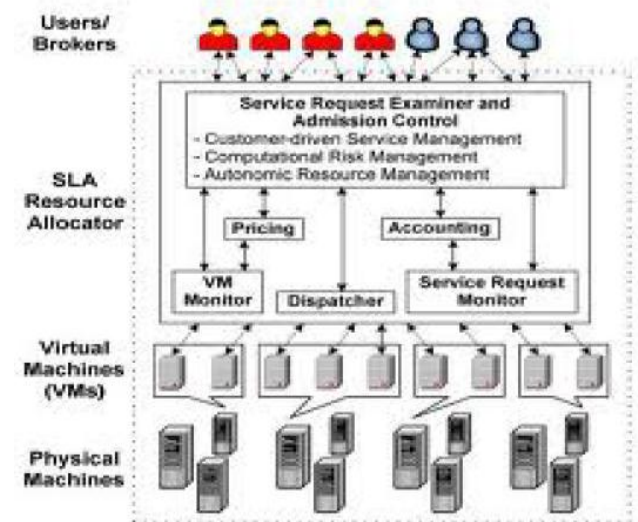 Users/
Brokers
Service Request Examiner and
Admission Control
- Customer-driven Service Management
- Computational Risk Management
- Autonomic Resource Management
SLA
Resource
Allocator
Pricing
Accounting
VM
Monitor
Dispatcher
Service Request
Monitor
Virtual
Machines
(VMs)
Physical
Machines